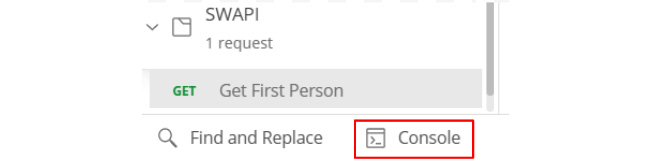 SWAPI
1 request
GET Get First Person
Find and Replace Console